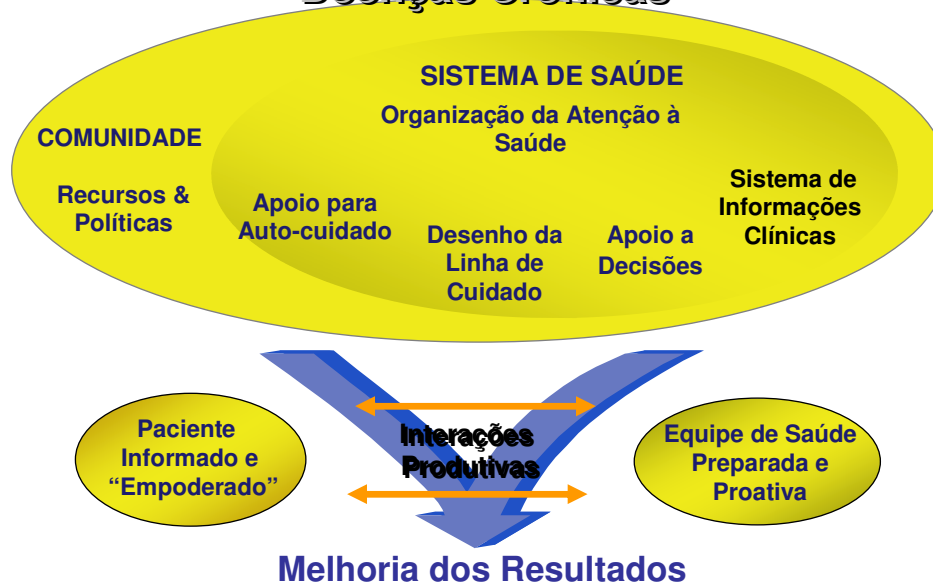 Doenças Crônicas
SISTEMA DE SAÚDE
Organização da Atenção à
Saúde
COMUNIDADE
Recursos &
Políticas
Apoio para
Auto-cuidado
Desenho da
Linha de
Cuidado
Apoio a
Decisões
Sistema de
Informações
Clínicas
Paciente
Informado e
“Empoderado”
Interações
Produtivas
Equipe de Saúde
Preparada e
Proativa
Melhoria dos Resultados